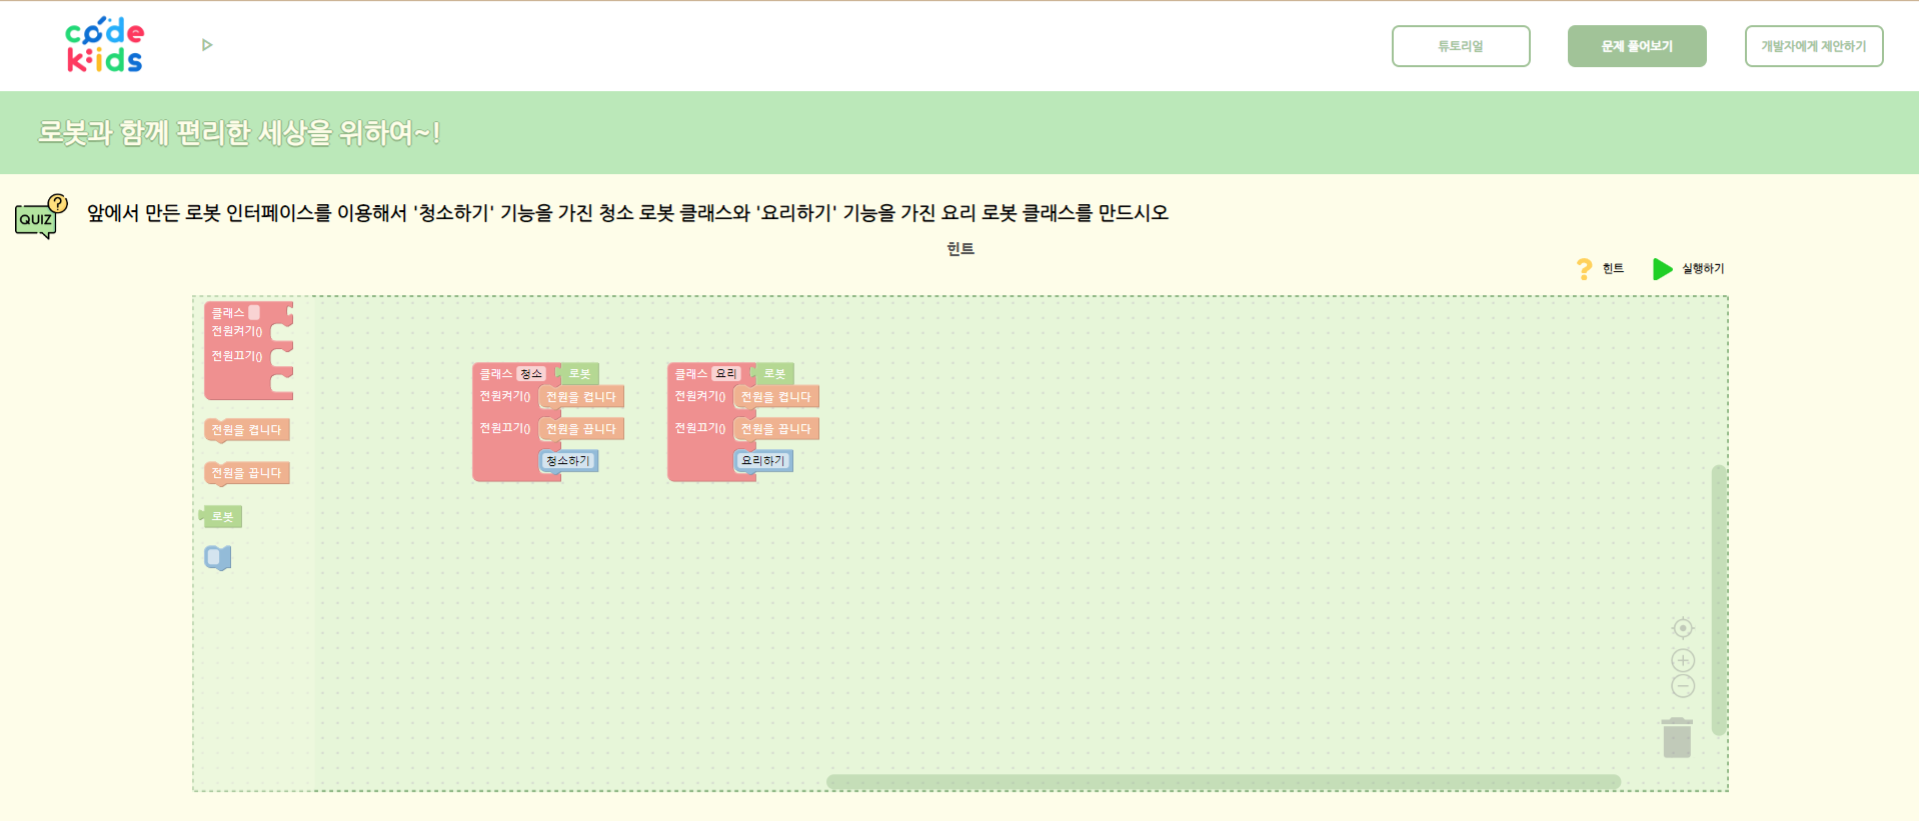 code
kids
튜토리얼
문제 풀어보기
개발자에게 제안하기
로봇과 함께 편리한 세상을 위하여~!
QUIZ ?
앞에서 만든 로봇 인터페이스를 이용해서 '청소하기' 기능을 가진 청소 로봇 클래스와 '요리하기' 기능을 가진 요리 로봇 클래스를 만드시오
힌트
? 힌트
실행하기
클래스
전원켜기()
전원끄기()
전원을 켭니다
전원을 끕니다
로봇
클래스 청소 로봇
전원켜기() 전원을 켭니다
전원끄기() 전원을 끕니다
청소하기
클래스 요리 로봇
전원켜기() 전원을 켭니다
전원끄기() 전원을 끕니다
요리하기